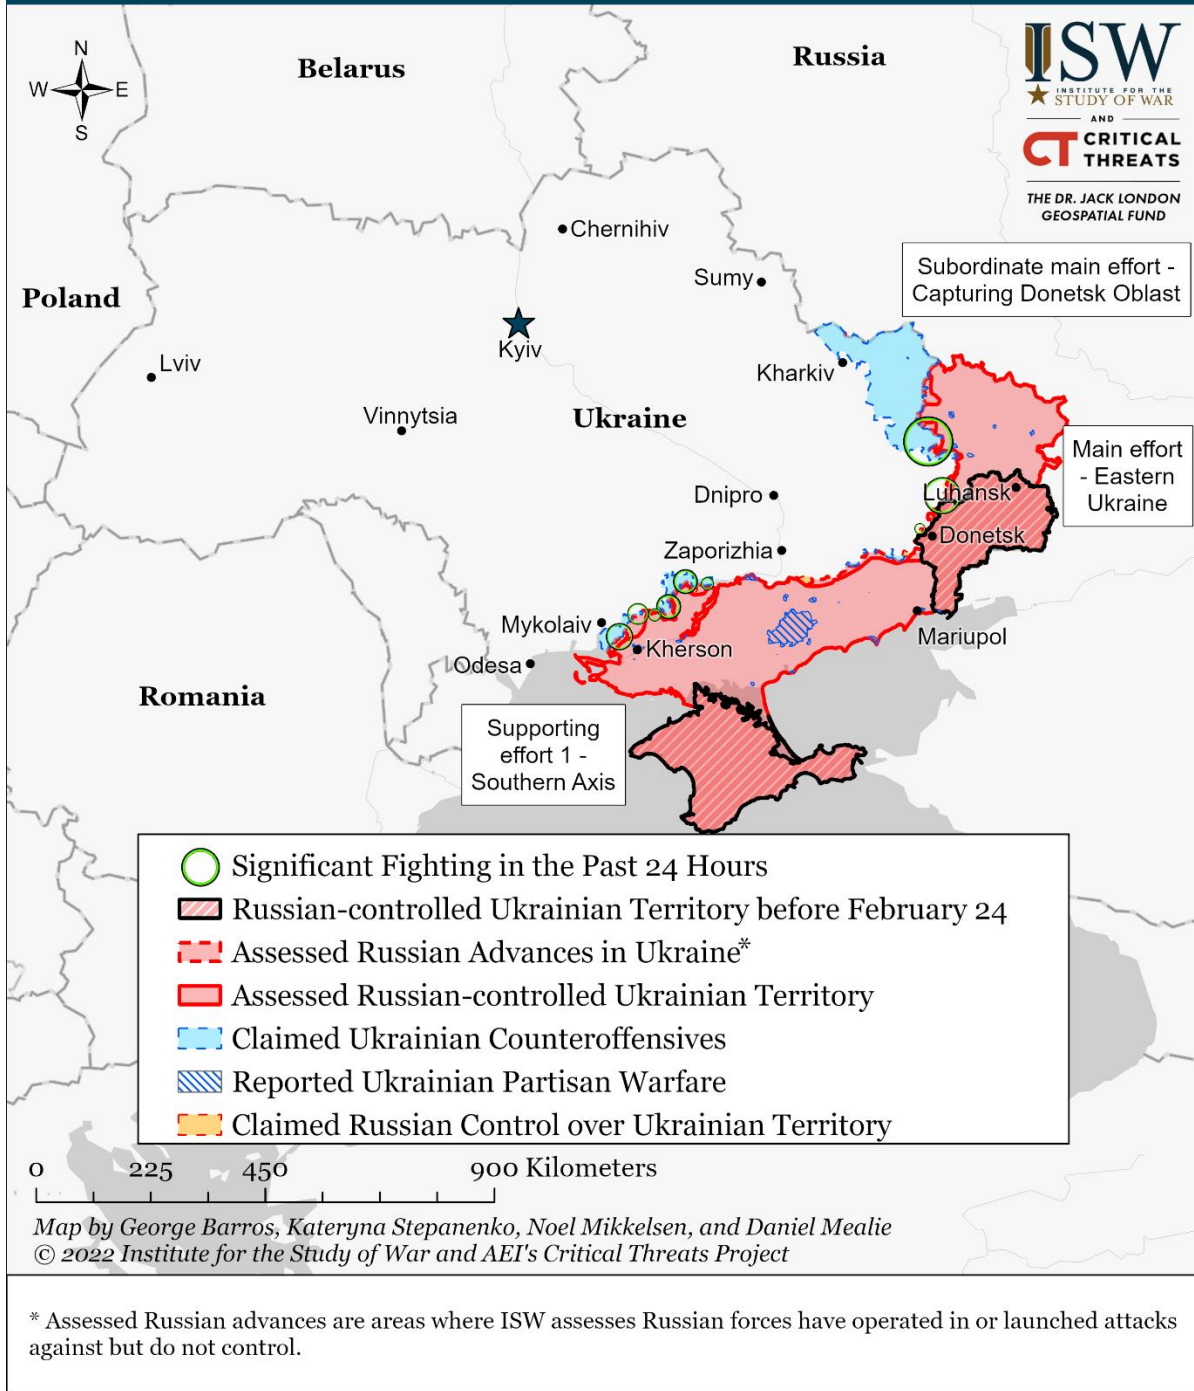 N
W E
S
Belarus
Russia
ISW
INSTITUTE FOR THE
STUDY OF WAR
AND
CT CRITICAL
THREATS
THE DR. JACK LONDON
GEOSPATIAL FUND
Chernihiv
Sumy
Subordinate main effort -
Capturing Donetsk Oblast
Poland
Kyiv
Lviv
Kharkiv
Vinnytsia
Ukraine
Main effort
- Eastern
Ukraine
Dnipro
Luhansk
Donetsk
Zaporizhia
Mykolaiv
Kherson
Mariupol
Odesa
Romania
Supporting
effort 1 -
Southern Axis
Significant Fighting in the Past 24 Hours
Russian-controlled Ukrainian Territory before February 24
Assessed Russian Advances in Ukraine*
Assessed Russian-controlled Ukrainian Territory
Claimed Ukrainian Counteroffensives
Reported Ukrainian Partisan Warfare
Claimed Russian Control over Ukrainian Territory
0 225 450 900 Kilometers
Map by George Barros, Kateryna Stepanenko, Noel Mikkelsen, and Daniel Mealie
© 2022 Institute for the Study of War and AEI's Critical Threats Project
* Assessed Russian advances are areas where ISW assesses Russian forces have operated in or launched attacks
against but do not control.